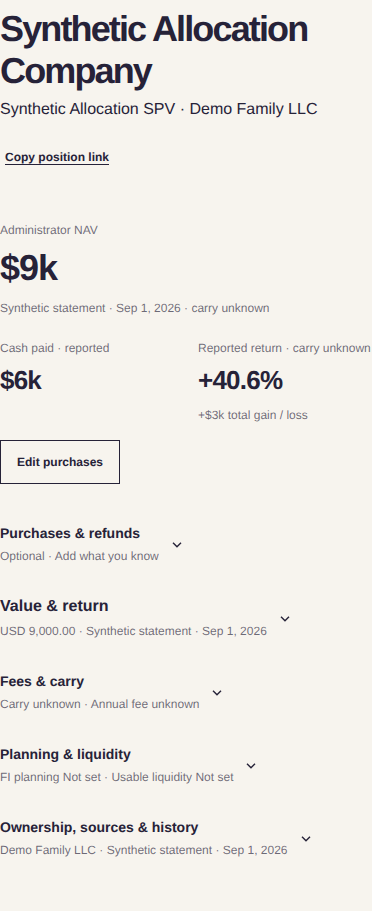 Synthetic Allocation
Company
Synthetic Allocation SPV · Demo Family LLC
Copy position link
Administrator NAV
$9k
Synthetic statement · Sep 1, 2026 · carry unknown
Cash paid · reported
$6k
Reported return · carry unknown
+40.6%
+$3k total gain / loss
Edit purchases
Purchases & refunds
Optional · Add what you know
Value & return
USD 9,000.00 · Synthetic statement · Sep 1, 2026
Fees & carry
Carry unknown · Annual fee unknown
Planning & liquidity
FI planning Not set · Usable liquidity Not set
Ownership, sources & history
Demo Family LLC · Synthetic statement · Sep 1, 2026